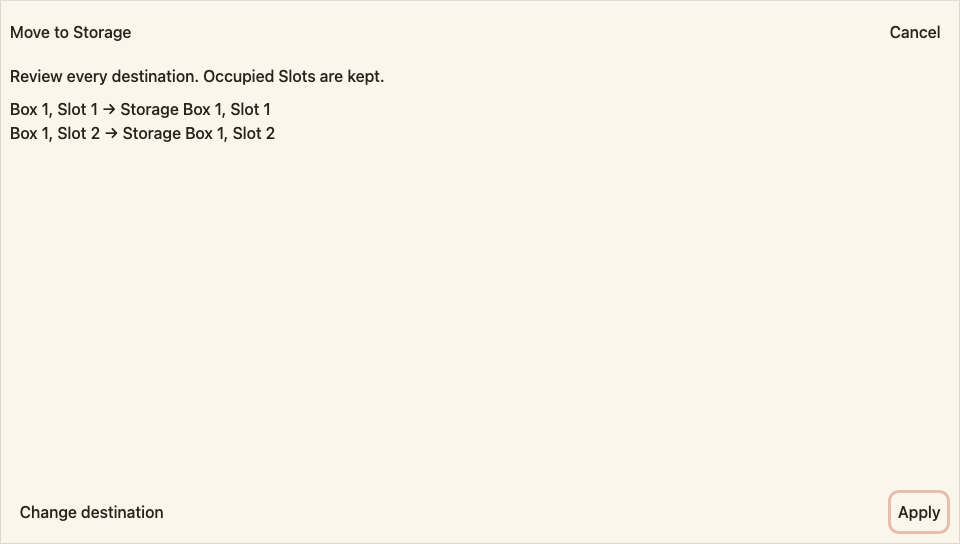 Move to Storage
Cancel
Review every destination. Occupied Slots are kept.
Box 1, Slot 1 → Storage Box 1, Slot 1
Box 1, Slot 2 → Storage Box 1, Slot 2
Change destination
Apply